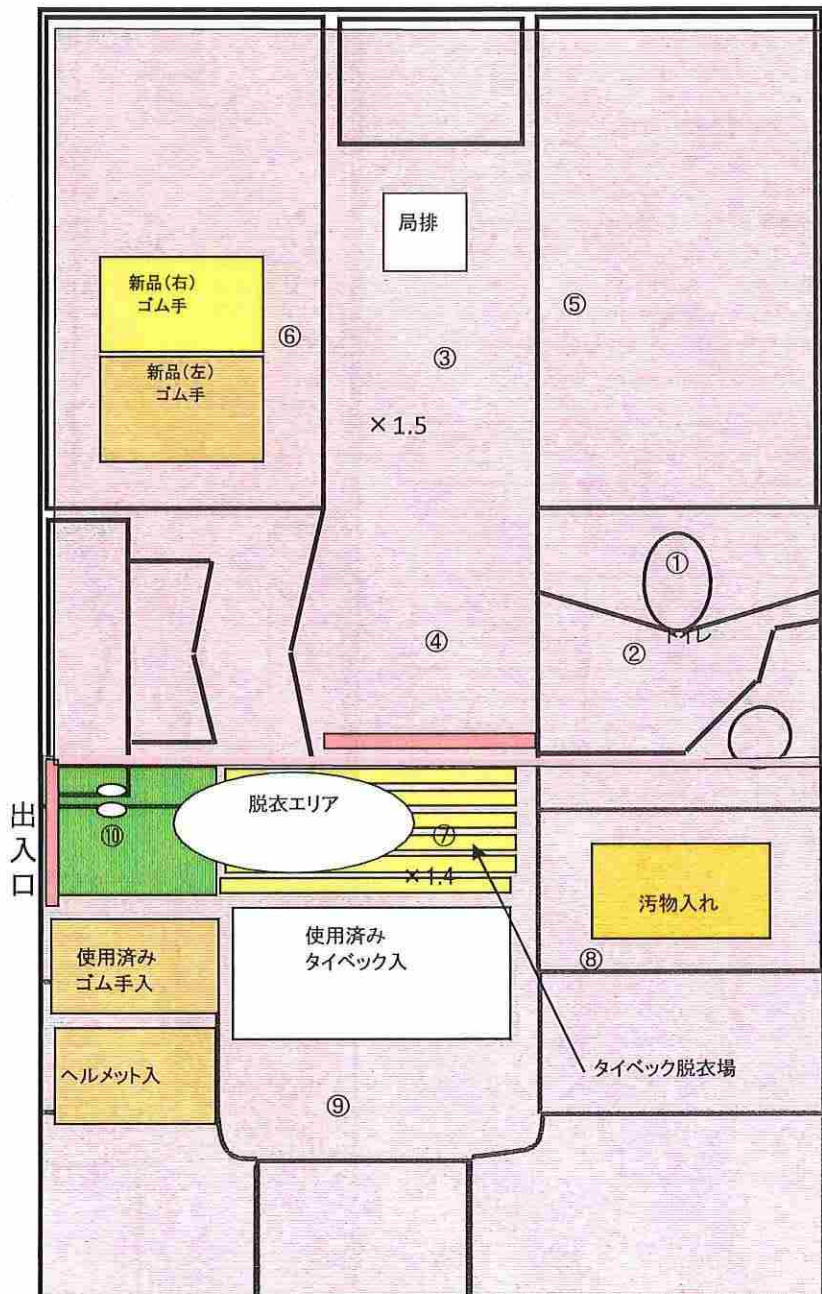 局排
新品(右)
ゴム手
⑤
⑥
③
新品(左)
ゴム手
×1.5
①
④
②
トイレ
出入口
脱衣エリア
⑩
⑦
×1.4
汚物入れ
使用済み
タイベック入
使用済み
ゴム手入
⑧
ヘルメット入
タイベック脱衣場
⑨